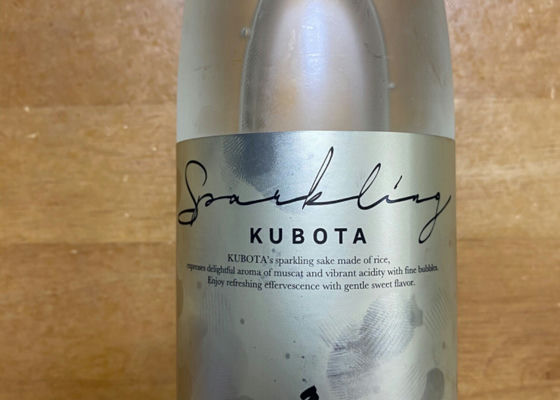 Sparkling
KUBOTA
KUBOTA's sparkling sake made of rice,
expresses delightful aroma of muscat and vibrant acidity with fine bubbles.
Enjoy refreshing effervescence with gentle sweet flavor.